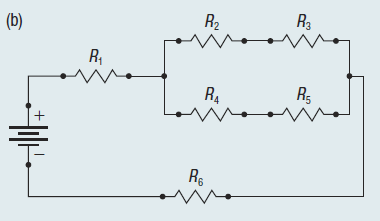 (b)
R₂
R₃
R₁
R₄
R₅
+
−
R₆